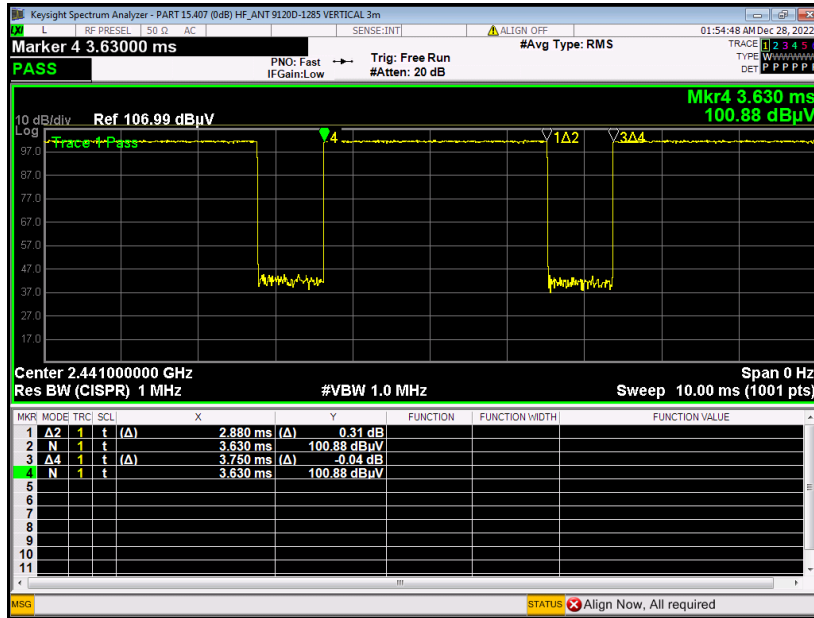 Keysight Spectrum Analyzer - PART 15.407 (0dB) HF_ANT 9120D-1285 VERTICAL 3m
LXI L RF PRESEL 50 Ω AC SENSE:INT ALIGN OFF 01:54:48 AM Dec 28, 2022
Marker 4 3.63000 ms
#Avg Type: RMS
TRACE 1 2 3 4 5
PASS
PNO: Fast Trig: Free Run
TYPE W
IFGain:Low #Atten: 20 dB
DET P P P P P
Mkr4 3.630 ms
10 dB/div Ref 106.99 dBµV 100.88 dBµV
Log
Trace 1 Pass 4 1Δ2 3Δ4
97.0
87.0
77.0
67.0
57.0
47.0
37.0
27.0
17.0
Center 2.441000000 GHz Span 0 Hz
Res BW (CISPR) 1 MHz #VBW 1.0 MHz Sweep 10.00 ms (1001 pts)
MKR MODE TRC SCL X Y FUNCTION FUNCTION WIDTH FUNCTION VALUE
1 Δ2 1 t (Δ) 2.880 ms (Δ) 0.31 dB
2 N 1 t 3.630 ms 100.88 dBµV
3 Δ4 1 t (Δ) 3.750 ms (Δ) -0.04 dB
4 N 1 t 3.630 ms 100.88 dBµV
5
6
7
8
9
10
11
MSG STATUS Align Now, All required